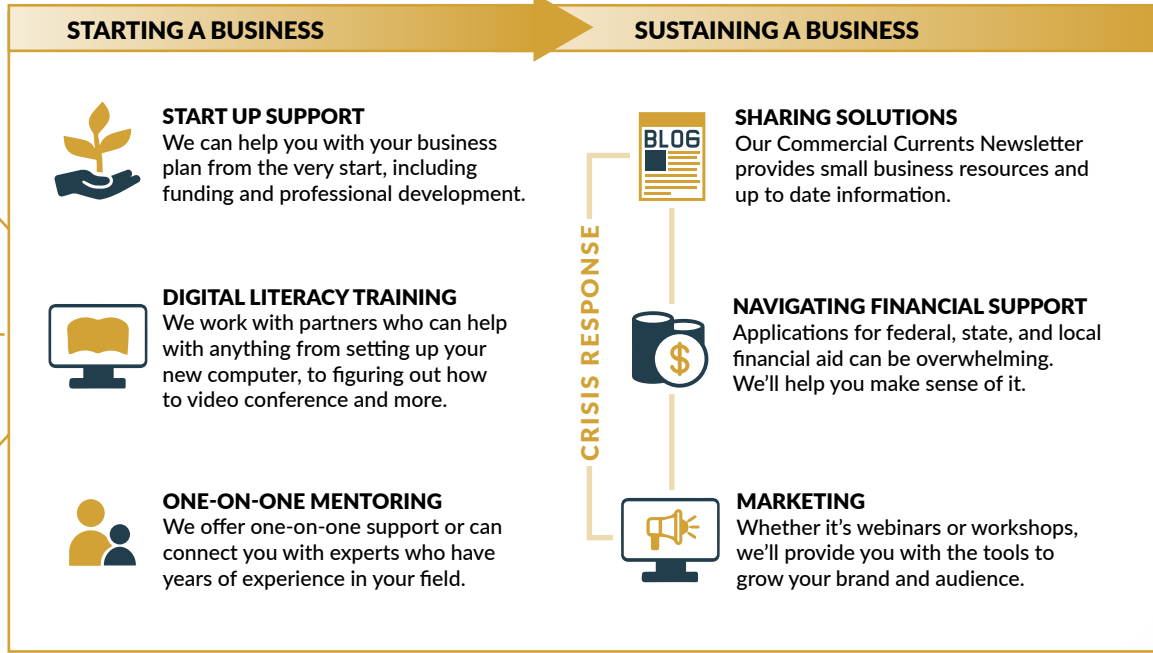 STARTING A BUSINESS
START UP SUPPORT
We can help you with your business
plan from the very start, including
funding and professional development.
DIGITAL LITERACY TRAINING
We work with partners who can help
with anything from setting up your
new computer, to figuring out how
to video conference and more.
ONE-ON-ONE MENTORING
We offer one-on-one support or can
connect you with experts who have
years of experience in your field.
SUSTAINING A BUSINESS
CRISIS RESPONSE
BLOG
SHARING SOLUTIONS
Our Commercial Currents Newsletter
provides small business resources and
up to date information.
$
NAVIGATING FINANCIAL SUPPORT
Applications for federal, state, and local
financial aid can be overwhelming.
We'll help you make sense of it.
MARKETING
Whether it's webinars or workshops,
we'll provide you with the tools to
grow your brand and audience.